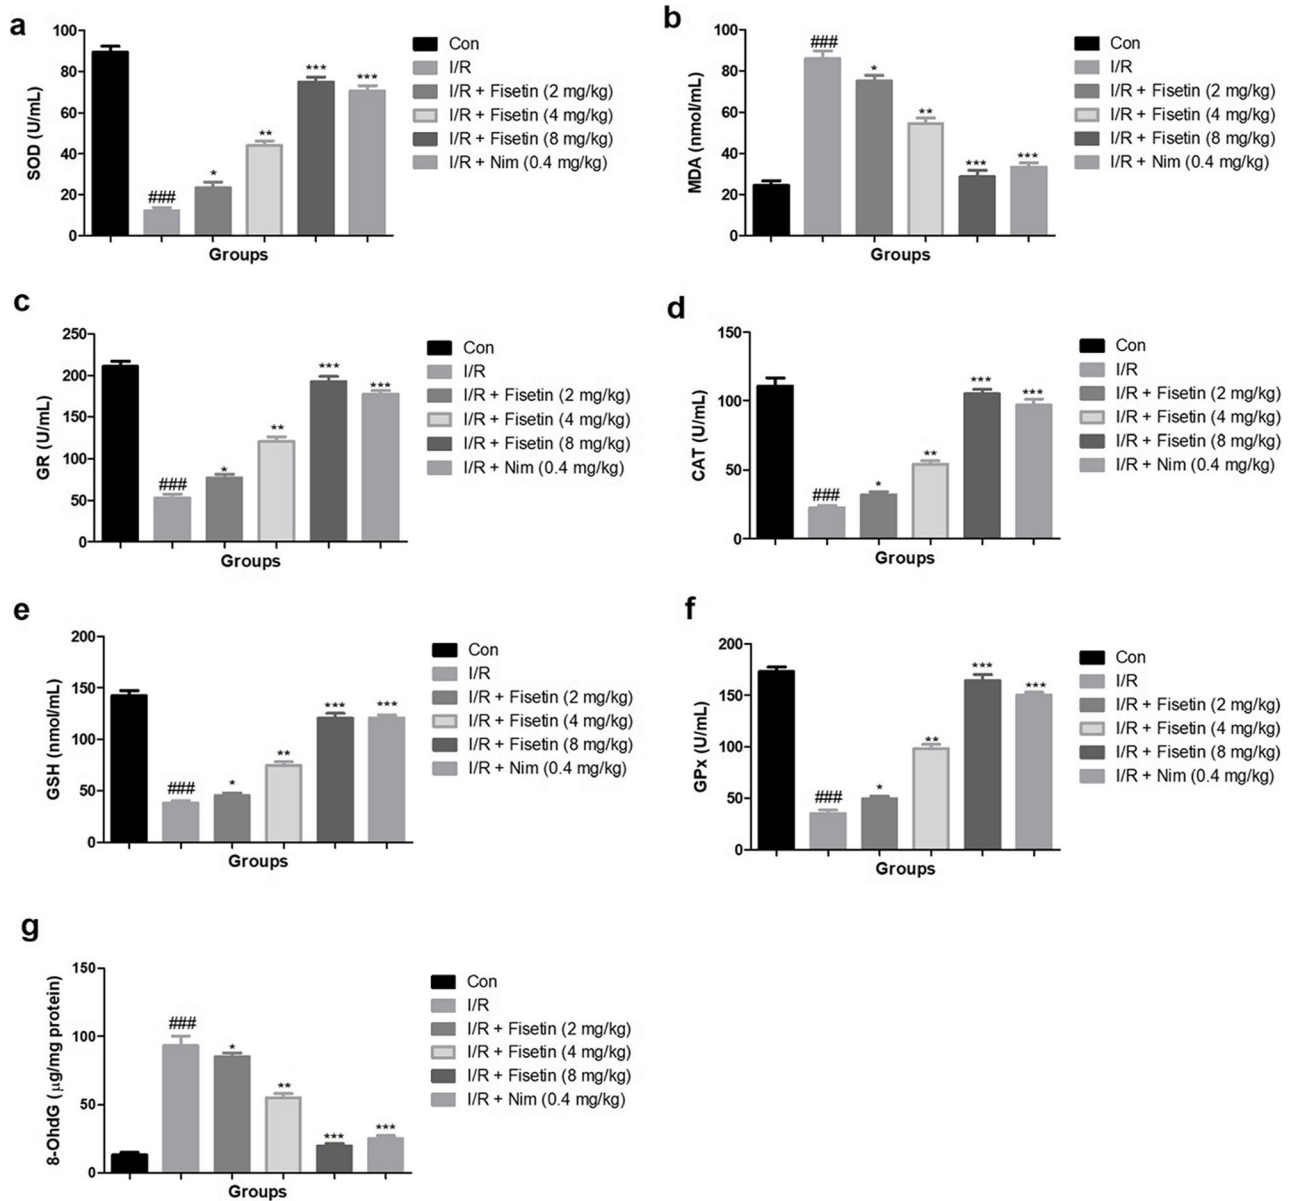 a
SOD (U/mL)
100
80
60
40
20
0
###
*
**
***
***
Groups
Con
I/R
I/R + Fisetin (2 mg/kg)
I/R + Fisetin (4 mg/kg)
I/R + Fisetin (8 mg/kg)
I/R + Nim (0.4 mg/kg)
b
MDA (nmol/mL)
100
80
60
40
20
0
###
*
**
***
***
Groups
Con
I/R
I/R + Fisetin (2 mg/kg)
I/R + Fisetin (4 mg/kg)
I/R + Fisetin (8 mg/kg)
I/R + Nim (0.4 mg/kg)
c
GR (U/mL)
250
200
150
100
50
0
###
*
**
***
***
Groups
Con
I/R
I/R + Fisetin (2 mg/kg)
I/R + Fisetin (4 mg/kg)
I/R + Fisetin (8 mg/kg)
I/R + Nim (0.4 mg/kg)
d
CAT (U/mL)
150
100
50
0
###
*
**
***
***
Groups
Con
I/R
I/R + Fisetin (2 mg/kg)
I/R + Fisetin (4 mg/kg)
I/R + Fisetin (8 mg/kg)
I/R + Nim (0.4 mg/kg)
e
GSH (nmol/mL)
200
150
100
50
0
###
*
**
***
***
Groups
Con
I/R
I/R + Fisetin (2 mg/kg)
I/R + Fisetin (4 mg/kg)
I/R + Fisetin (8 mg/kg)
I/R + Nim (0.4 mg/kg)
f
GPx (U/mL)
200
150
100
50
0
###
*
**
***
***
Groups
Con
I/R
I/R + Fisetin (2 mg/kg)
I/R + Fisetin (4 mg/kg)
I/R + Fisetin (8 mg/kg)
I/R + Nim (0.4 mg/kg)
g
8-OhdG (µg/mg protein)
150
100
50
0
###
*
**
***
***
Groups
Con
I/R
I/R + Fisetin (2 mg/kg)
I/R + Fisetin (4 mg/kg)
I/R + Fisetin (8 mg/kg)
I/R + Nim (0.4 mg/kg)